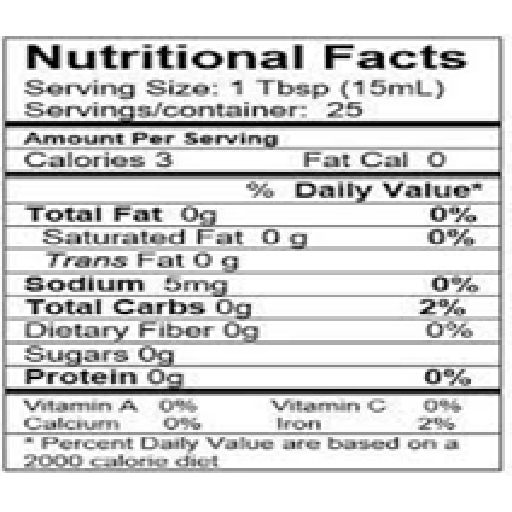 Nutritional Facts
Serving Size: 1 Tbsp (15mL)
Servings/container: 25
Amount Per Serving
Calories 3 Fat Cal 0
% Daily Value*
Total Fat 0g 0%
Saturated Fat 0 g 0%
Trans Fat 0 g
Sodium 5mg 0%
Total Carbs 0g 2%
Dietary Fiber 0g 0%
Sugars 0g
Protein 0g 0%
Vitamin A 0% Vitamin C 0%
Calcium 0% Iron 2%
* Percent Daily Value are based on a
2000 calorie diet